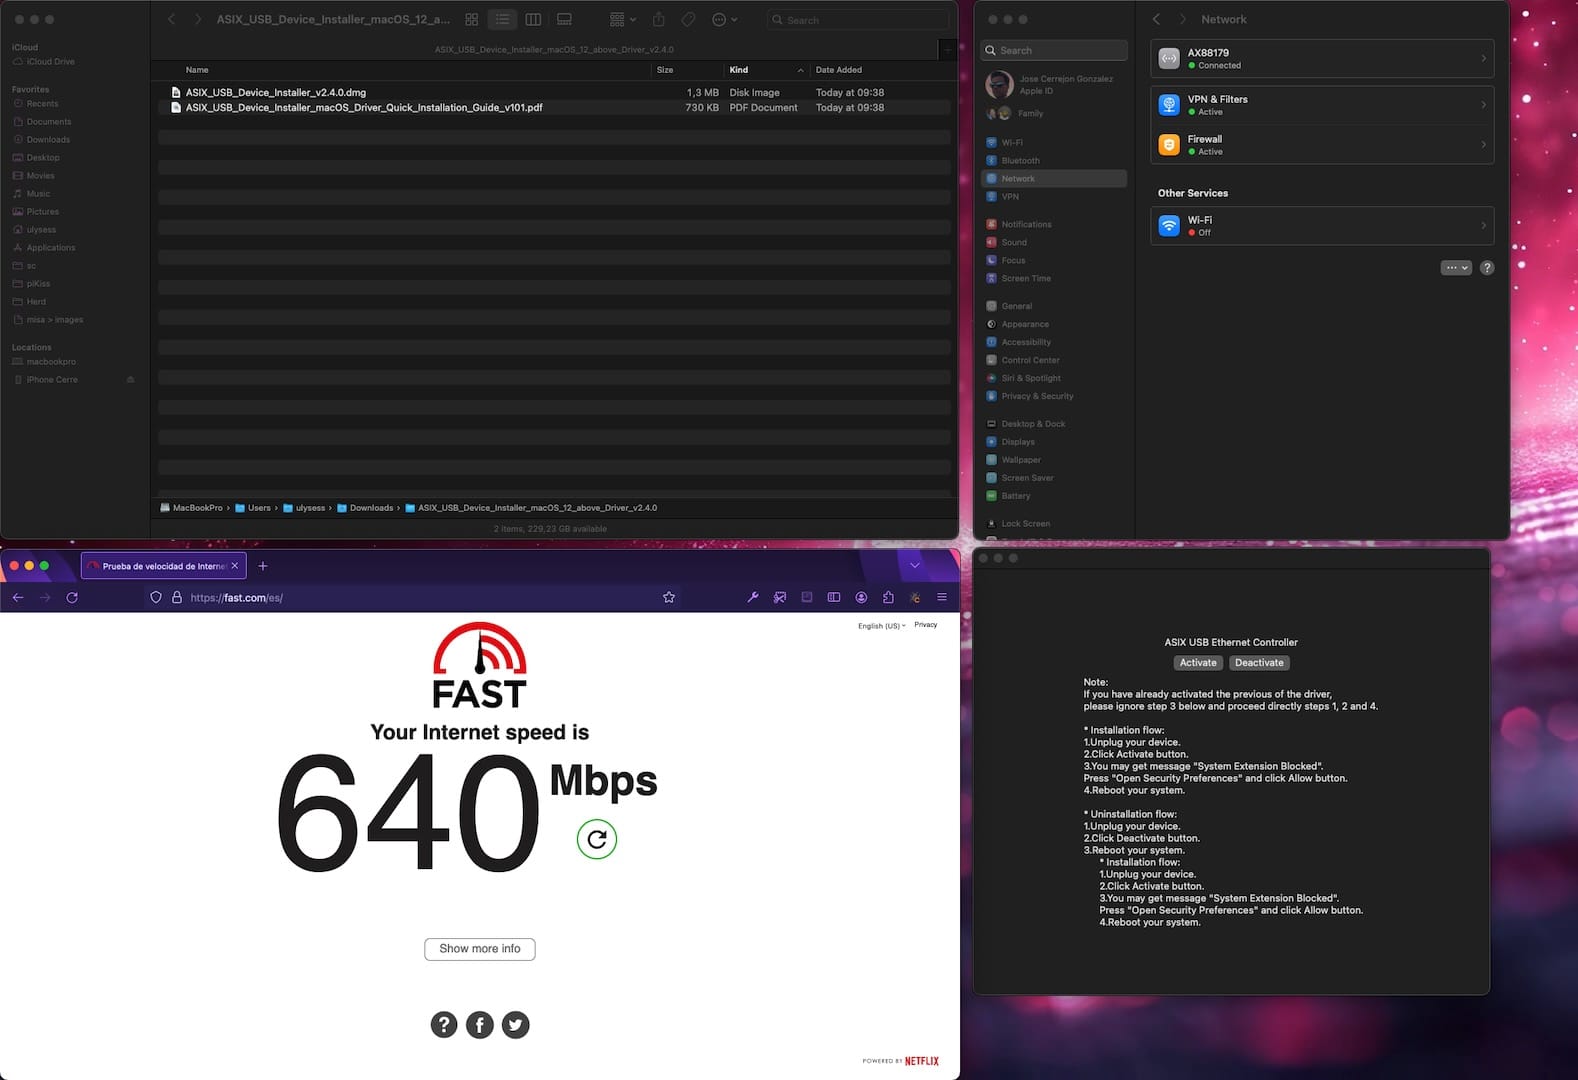 ASIX_USB_Device_Installer_macOS_12_a...
Search
ASIX_USB_Device_Installer_macOS_12_above_Driver_v2.4.0
iCloud
iCloud Drive
Favorites
Recents
Documents
Downloads
Desktop
Movies
Music
Pictures
ulysess
Applications
sc
piKiss
Herd
misa > images
Locations
macbookpro
iPhone Cerre
Name Size Kind Date Added
ASIX_USB_Device_Installer_v2.4.0.dmg 1,3 MB Disk Image Today at 09:38
ASIX_USB_Device_Installer_macOS_Driver_Quick_Installation_Guide_v101.pdf 730 KB PDF Document Today at 09:38
MacBookPro › Users › ulysess › Downloads › ASIX_USB_Device_Installer_macOS_12_above_Driver_v2.4.0
2 items, 229,23 GB available
Network
Search
Jose Cerrejon Gonzalez
Apple ID
Family
Wi-Fi
Bluetooth
Network
VPN
Notifications
Sound
Focus
Screen Time
General
Appearance
Accessibility
Control Center
Siri & Spotlight
Privacy & Security
Desktop & Dock
Displays
Wallpaper
Screen Saver
Battery
Lock Screen
AX88179
Connected
VPN & Filters
Active
Firewall
Active
Other Services
Wi-Fi
Off
?
Prueba de velocidad de Internet
https://fast.com/es/
English (US)
Privacy
FAST
Your Internet speed is
640 Mbps
Show more info
POWERED BY NETFLIX
ASIX USB Ethernet Controller
Activate Deactivate
Note:
If you have already activated the previous of the driver,
please ignore step 3 below and proceed directly steps 1, 2 and 4.
* Installation flow:
1.Unplug your device.
2.Click Activate button.
3.You may get message "System Extension Blocked".
Press "Open Security Preferences" and click Allow button.
4.Reboot your system.
* Uninstallation flow:
1.Unplug your device.
2.Click Deactivate button.
3.Reboot your system.
* Installation flow:
1.Unplug your device.
2.Click Activate button.
3.You may get message "System Extension Blocked".
Press "Open Security Preferences" and click Allow button.
4.Reboot your system.